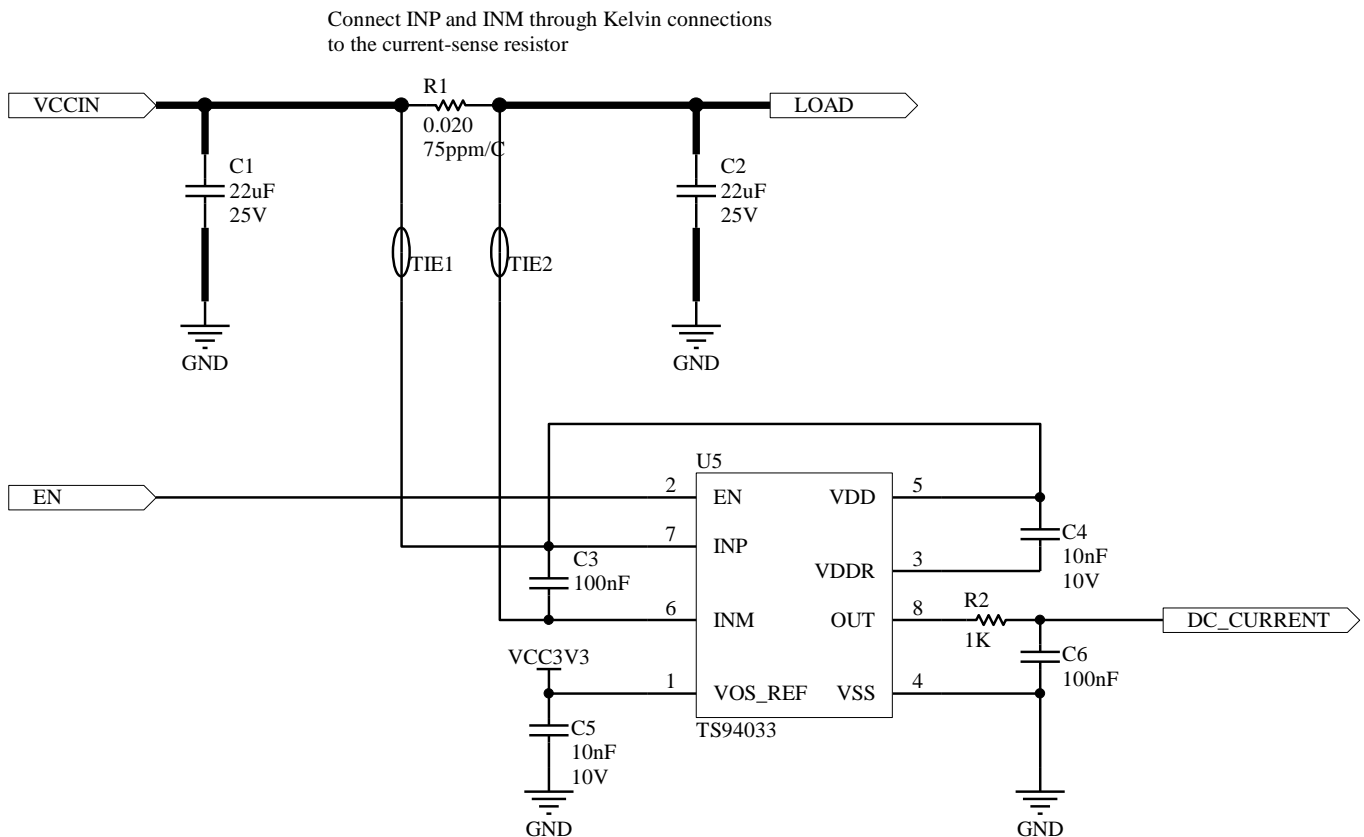 Connect INP and INM through Kelvin connections
to the current-sense resistor
VCCIN
R1
0.020
75ppm/C
LOAD
C1
22uF
25V
C2
22uF
25V
TIE1
TIE2
GND
GND
U5
EN
2
EN
VDD
5
7
INP
C4
10nF
10V
C3
100nF
VDDR
3
6
INM
OUT
8
R2
1K
DC_CURRENT
VCC3V3
1
VOS_REF
VSS
4
C6
100nF
C5
10nF
10V
TS94033
GND
GND